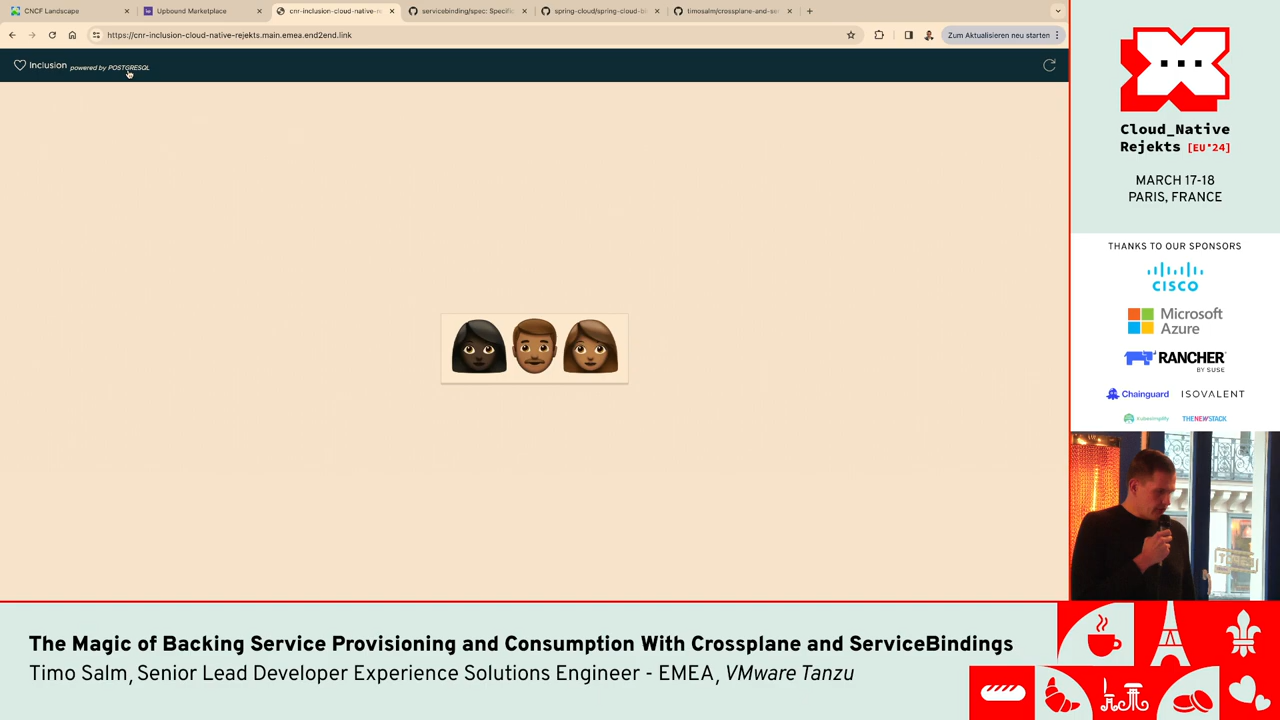 CNCF Landscape
Upbound Marketplace
cnr-inclusion-cloud-native-r
servicebinding/spec: Specific
spring-cloud/spring-cloud-b
timosalm/crossplane-and-se
https://cnr-inclusion-cloud-native-rejekts.main.emea.end2end.link
Zum Aktualisieren neu starten
Inclusion powered by POSTGRESQL
Cloud_Native
Rejekts [EU'24]
MARCH 17-18
PARIS, FRANCE
THANKS TO OUR SPONSORS
CISCO
Microsoft
Azure
RANCHER
BY SUSE
Chainguard
ISOVALENT
kubesimplify
THENEWSTACK
The Magic of Backing Service Provisioning and Consumption With Crossplane and ServiceBindings
Timo Salm, Senior Lead Developer Experience Solutions Engineer - EMEA, VMware Tanzu